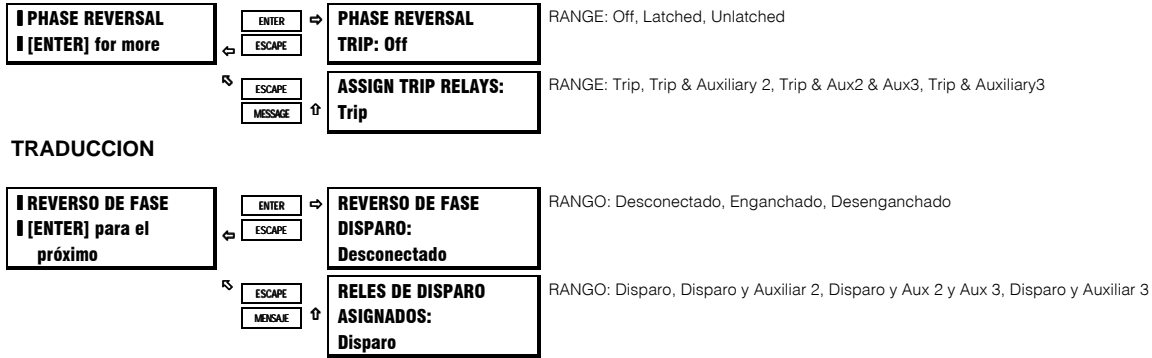 PHASE REVERSAL
[ENTER] for more
ENTER
ESCAPE
PHASE REVERSAL
TRIP: Off
RANGE: Off, Latched, Unlatched
ESCAPE
MESSAGE
ASSIGN TRIP RELAYS:
Trip
RANGE: Trip, Trip & Auxiliary 2, Trip & Aux2 & Aux3, Trip & Auxiliary3
TRADUCCION
REVERSO DE FASE
[ENTER] para el
próximo
ENTER
ESCAPE
REVERSO DE FASE
DISPARO:
Desconectado
RANGO: Desconectado, Enganchado, Desenganchado
ESCAPE
MENSAJE
RELES DE DISPARO
ASIGNADOS:
Disparo
RANGO: Disparo, Disparo y Auxiliar 2, Disparo y Aux 2 y Aux 3, Disparo y Auxiliar 3